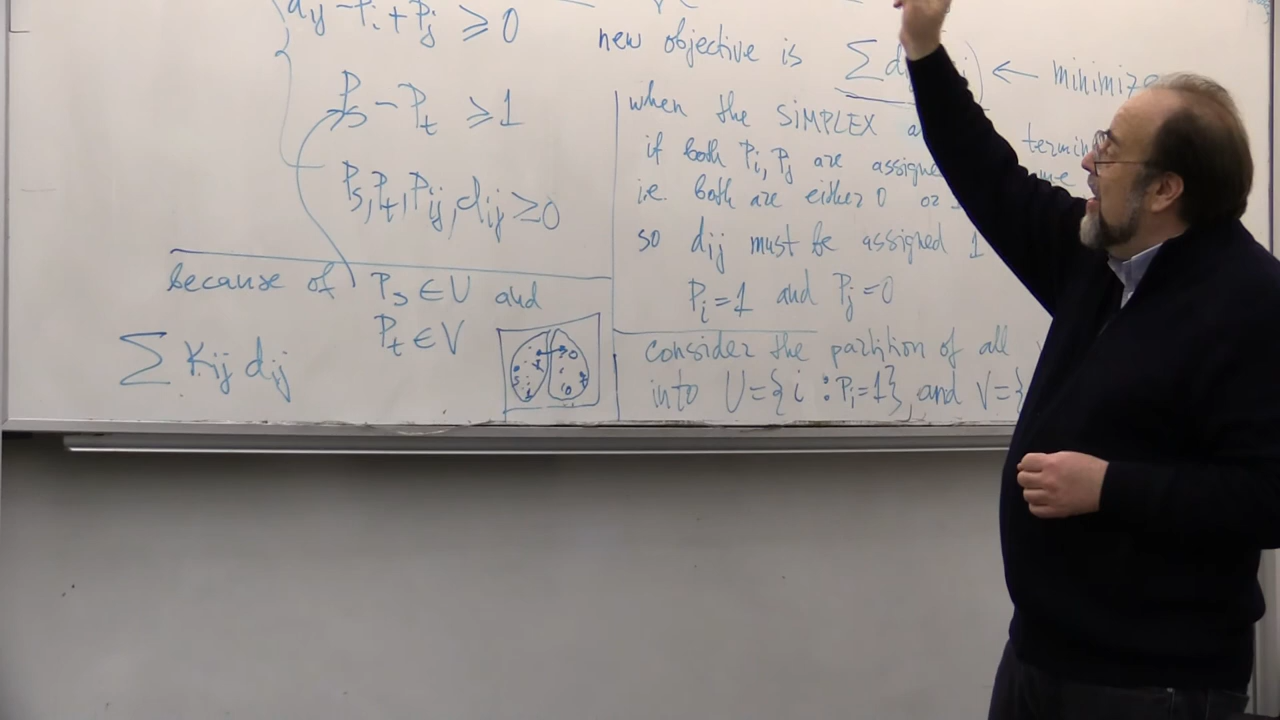 dij - Pi + Pj ⩾ 0
Ps - Pt ⩾ 1
Ps, Pt, Pij, dij ≥ 0
because of Ps ∈ U and
Pt ∈ V
∑ Kij dij
new objective is ∑ ← minimize
when the SIMPLEX
if both Pi, Pj are
i.e. both are either 0 or
so dij must be assigned 1
Pi = 1 and Pj = 0
consider the partition of all
into U = { i : Pi = 1 }, and V = {